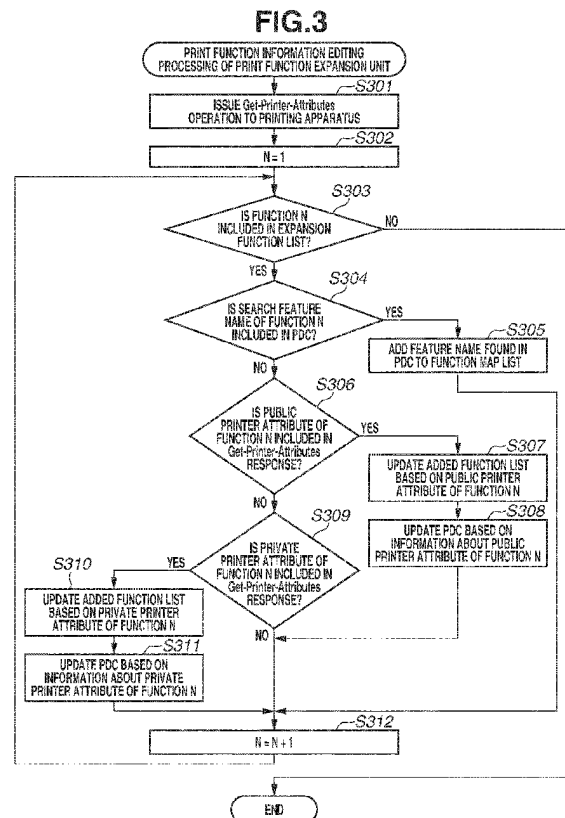 FIG.3
PRINT FUNCTION INFORMATION EDITING
PROCESSING OF PRINT FUNCTION EXPANSION UNIT
S301
ISSUE Get-Printer-Attributes
OPERATION TO PRINTING APPARATUS
S302
N=1
S303
IS FUNCTION N
INCLUDED IN EXPANSION
FUNCTION LIST?
NO
YES
S304
IS SEARCH FEATURE
NAME OF FUNCTION N
INCLUDED IN PDC?
YES
NO
S305
ADD FEATURE NAME FOUND IN
PDC TO FUNCTION MAP LIST
S306
IS PUBLIC
PRINTER ATTRIBUTE OF
FUNCTION N INCLUDED IN
Get-Printer-Attributes
RESPONSE?
YES
NO
S307
UPDATE ADDED FUNCTION LIST
BASED ON PUBLIC PRINTER
ATTRIBUTE OF FUNCTION N
S308
UPDATE PDC BASED ON
INFORMATION ABOUT PUBLIC
PRINTER ATTRIBUTE OF FUNCTION N
S309
IS PRIVATE
PRINTER ATTRIBUTE OF
FUNCTION N INCLUDED IN
Get-Printer-Attributes
RESPONSE?
YES
NO
S310
UPDATE ADDED FUNCTION LIST
BASED ON PRIVATE PRINTER
ATTRIBUTE OF FUNCTION N
S311
UPDATE PDC BASED ON
INFORMATION ABOUT PRIVATE
PRINTER ATTRIBUTE OF FUNCTION N
S312
N=N+1
END